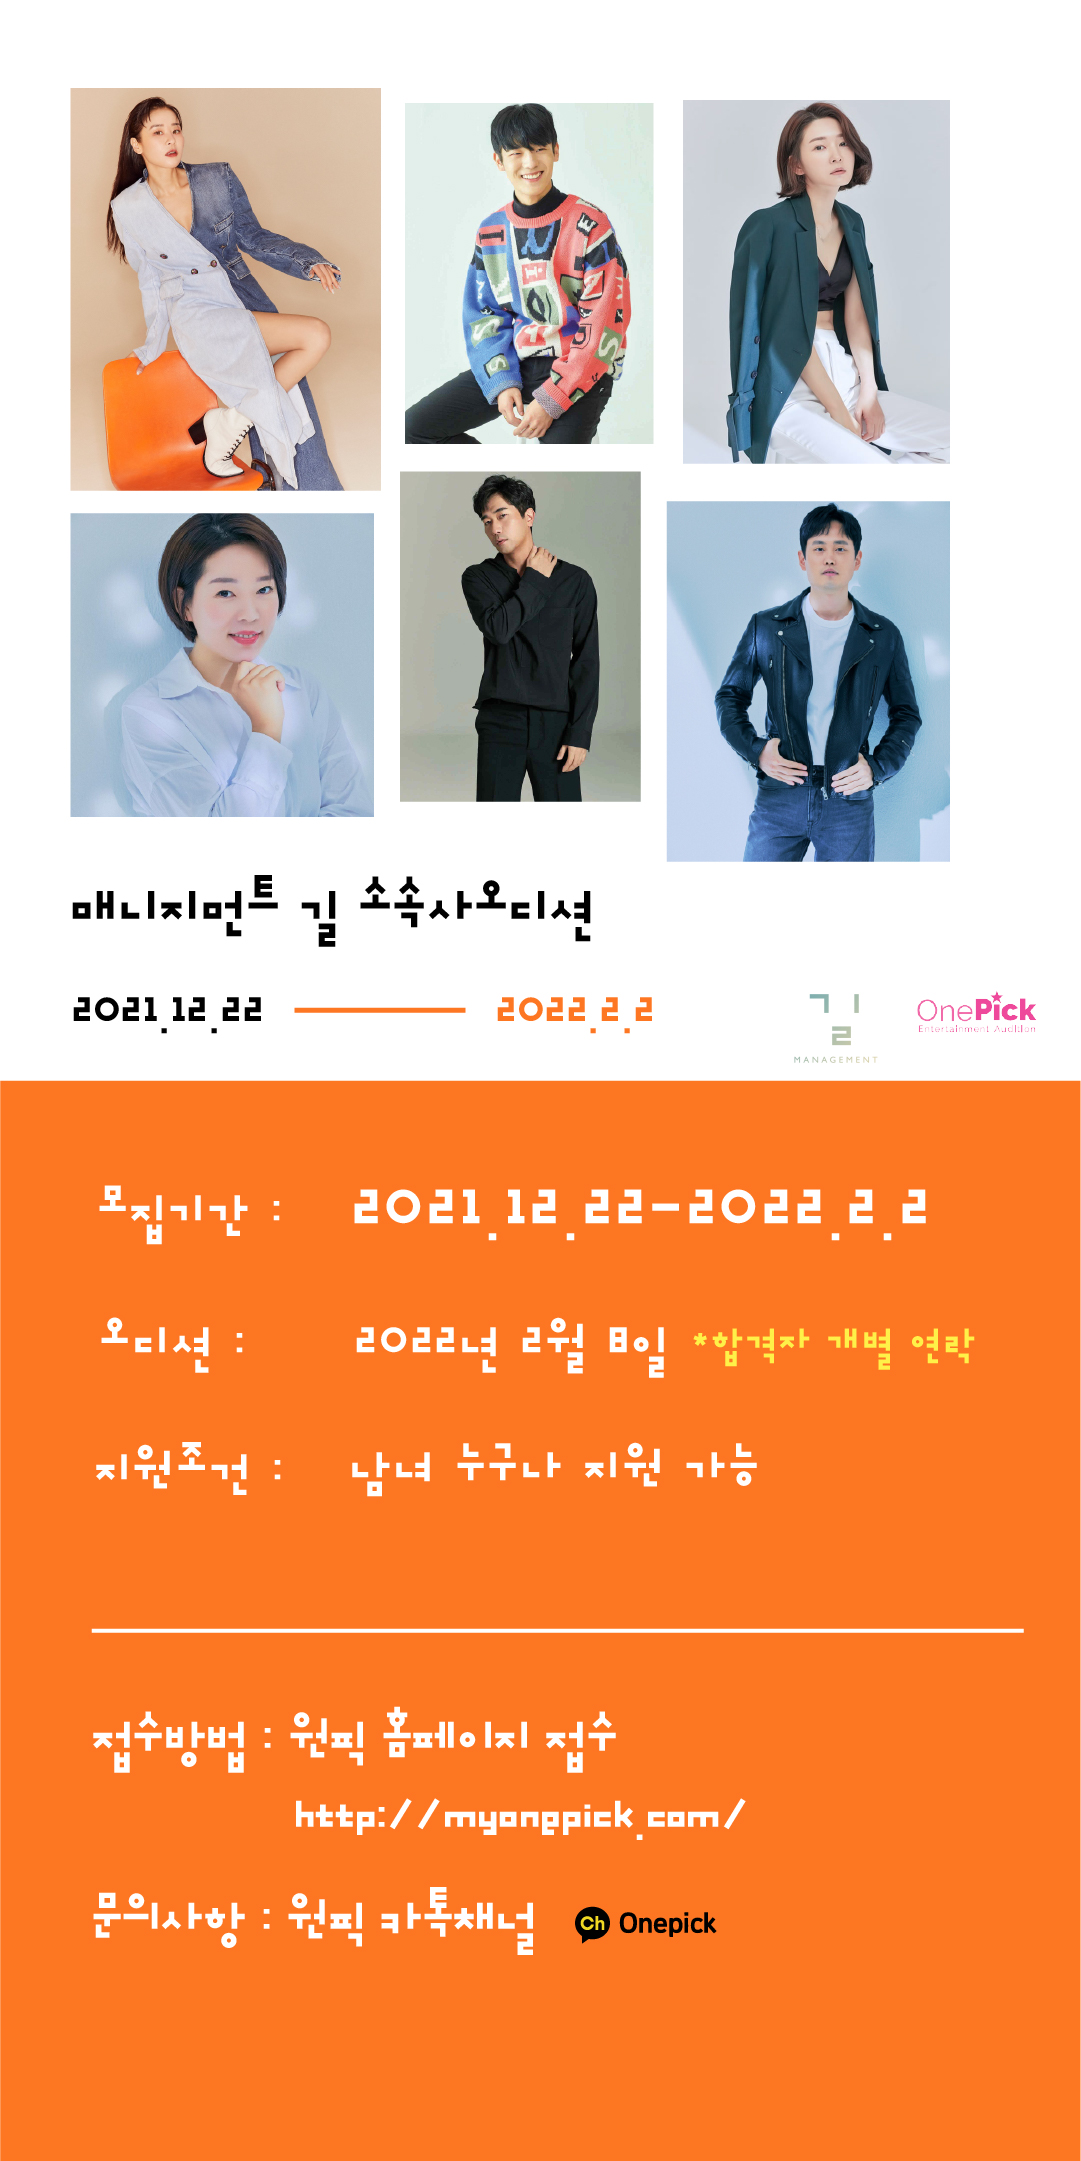 매니지먼트 길 소속사오디션
2021.12.22 2022.2.2
길
MANAGEMENT
OnePick
Entertainment Audition
모집기간 : 2021.12.22-2022.2.2
오디션 : 2022년 2월 8일 *합격자 개별 연락
지원조건 : 남녀 누구나 지원 가능
접수방법 : 원픽 홈페이지 접수
http://myonepick.com/
문의사항 : 원픽 카톡채널 Ch Onepick